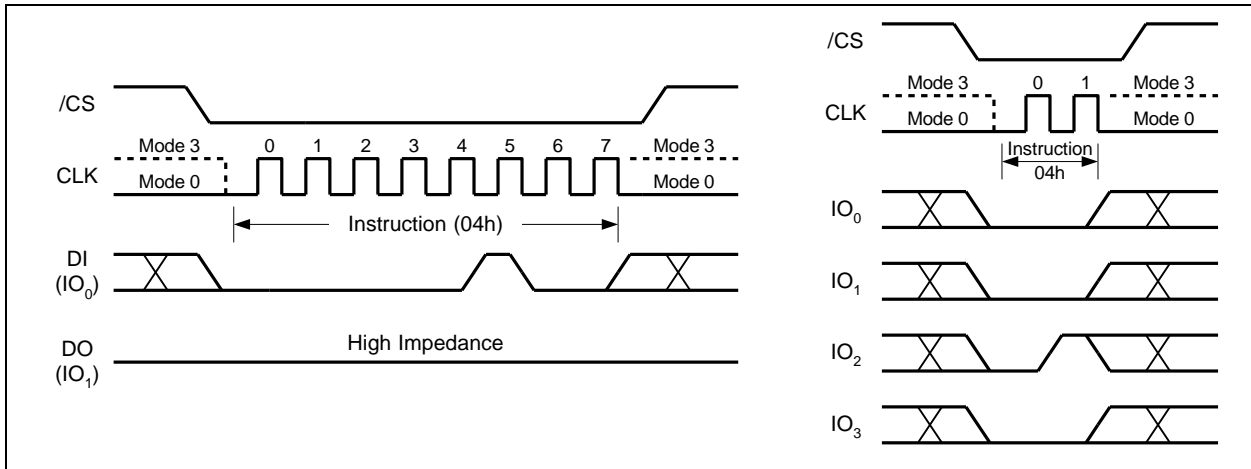 /CS
Mode 3 0 1 2 3 4 5 6 7 Mode 3
CLK
Mode 0 Mode 0
Instruction (04h)
DI
(IO0)
High Impedance
DO
(IO1)
/CS
Mode 3 0 1 Mode 3
CLK
Mode 0 Mode 0
Instruction
04h
IO0
IO1
IO2
IO3